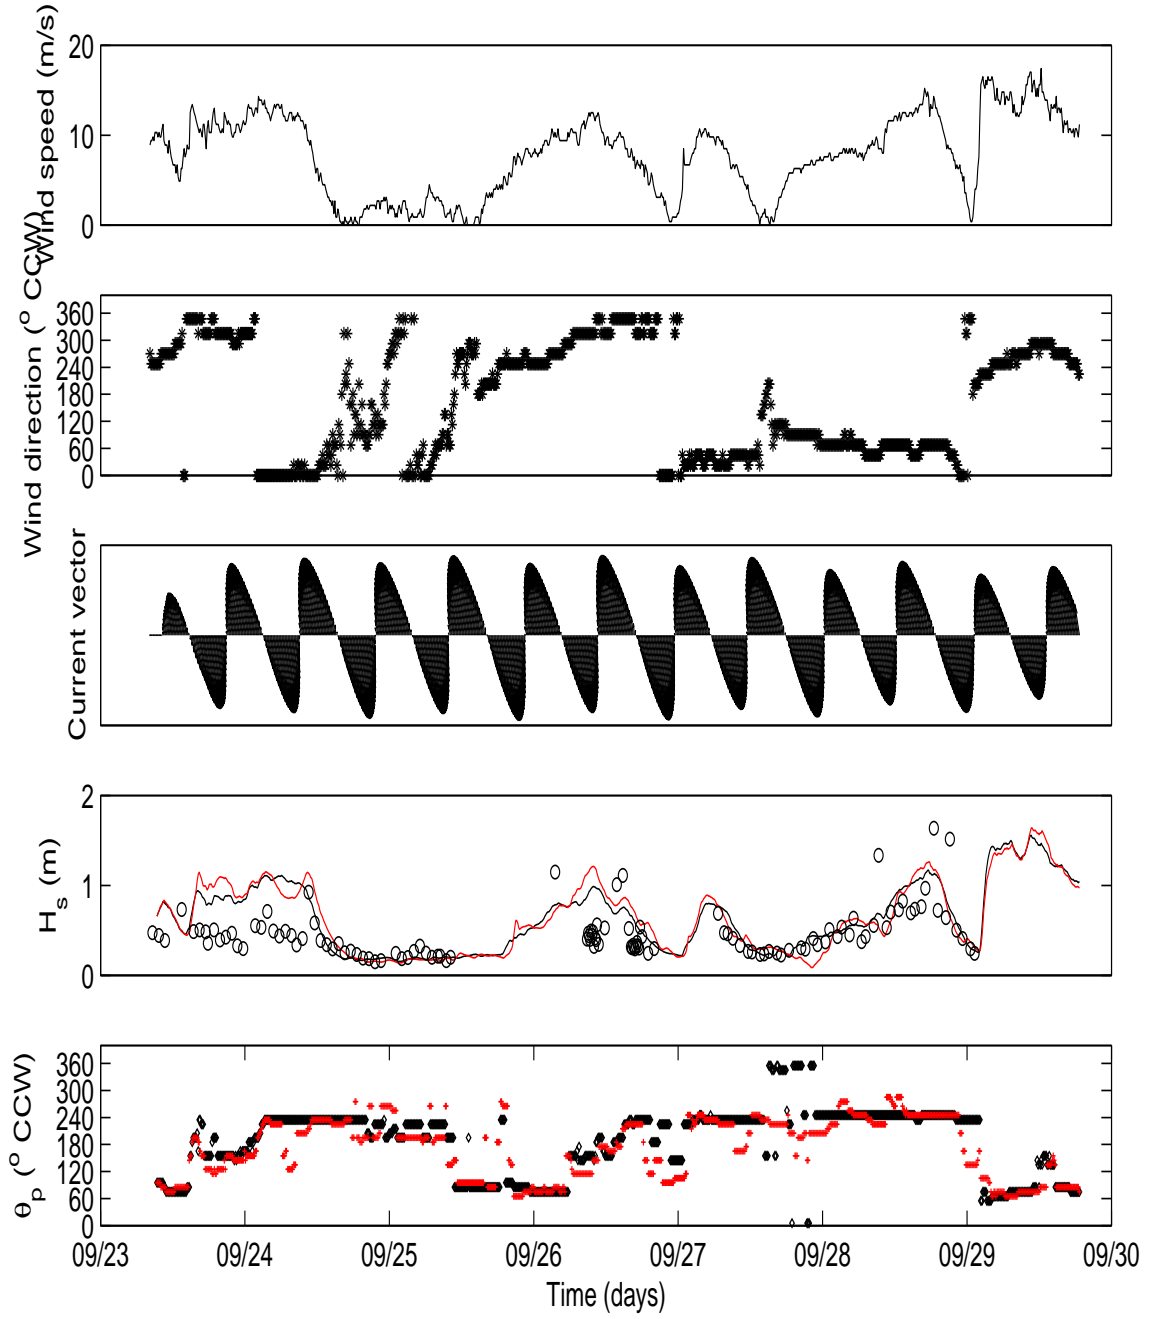 Wind speed (m/s)
20
10
0
Wind direction (° CCW)
360
300
240
180
120
60
0
Current vector
H_s (m)
2
1
0
θ_p (° CCW)
360
300
240
180
120
60
0
09/23 09/24 09/25 09/26 09/27 09/28 09/29 09/30
Time (days)